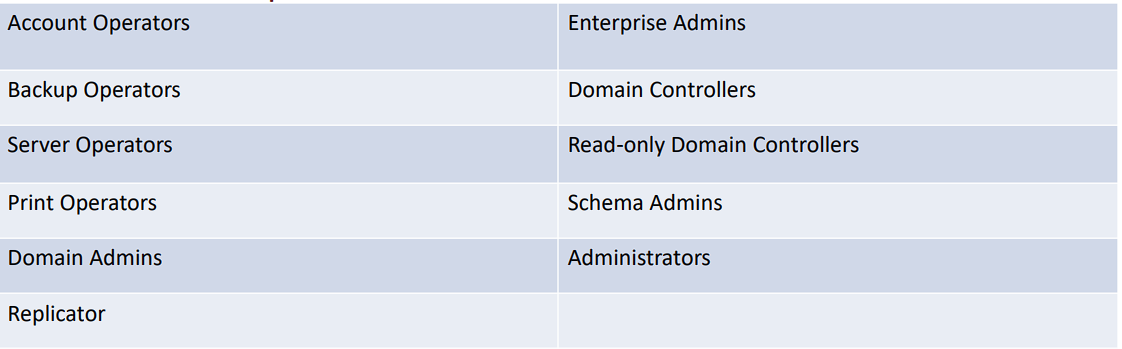 Account Operators
Enterprise Admins
Backup Operators
Domain Controllers
Server Operators
Read-only Domain Controllers
Print Operators
Schema Admins
Domain Admins
Administrators
Replicator